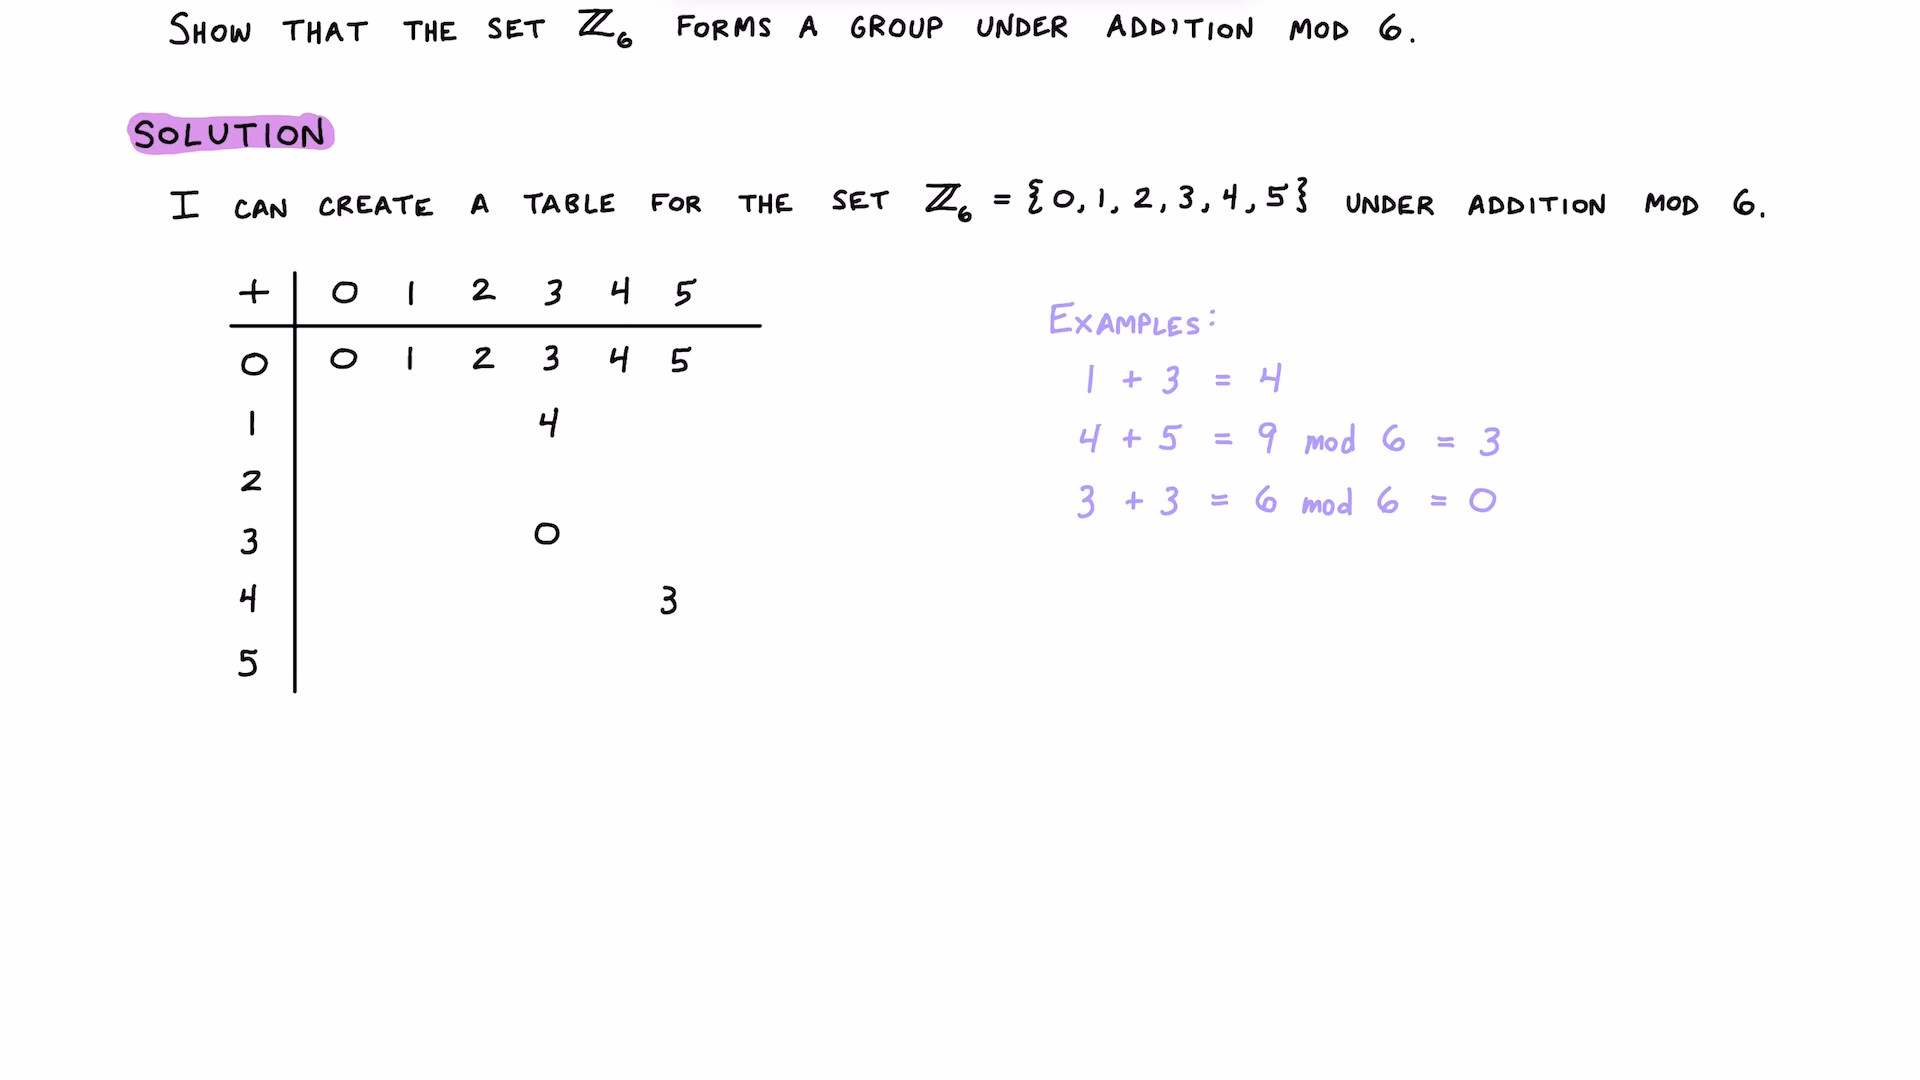 SHOW THAT THE SET ℤ₆ FORMS A GROUP UNDER ADDITION MOD 6.
SOLUTION
I CAN CREATE A TABLE FOR THE SET ℤ₆ = {0, 1, 2, 3, 4, 5} UNDER ADDITION MOD 6.
+ 0 1 2 3 4 5
0 0 1 2 3 4 5
1 4
2
3 0
4 3
5
EXAMPLES:
1 + 3 = 4
4 + 5 = 9 mod 6 = 3
3 + 3 = 6 mod 6 = 0